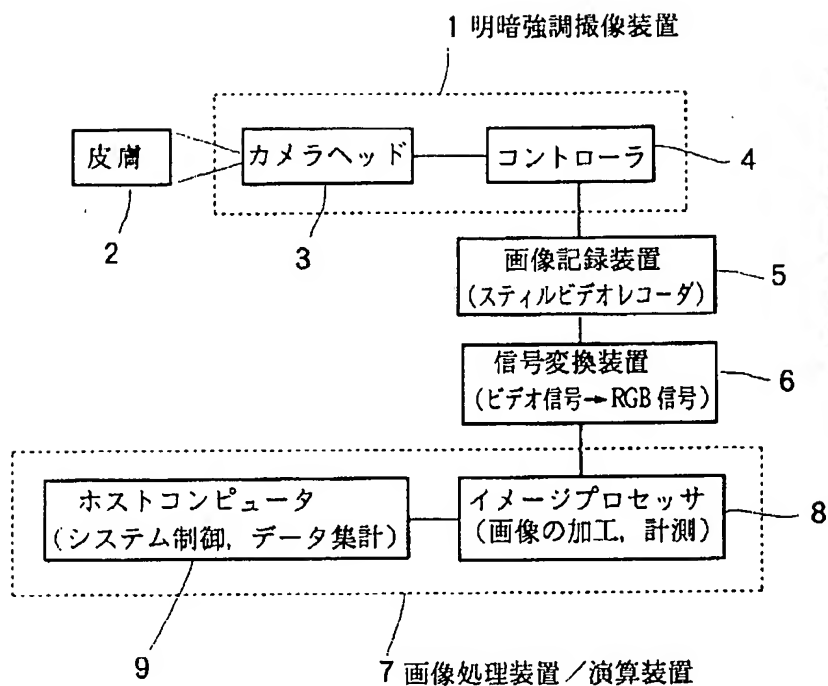 1 明暗強調撮像装置
皮膚
カメラヘッド
コントローラ
4
2
3
画像記録装置
(スティルビデオレコーダ)
5
信号変換装置
(ビデオ信号→RGB信号)
6
ホストコンピュータ
(システム制御, データ集計)
イメージプロセッサ
(画像の加工, 計測)
8
9
7 画像処理装置/演算装置